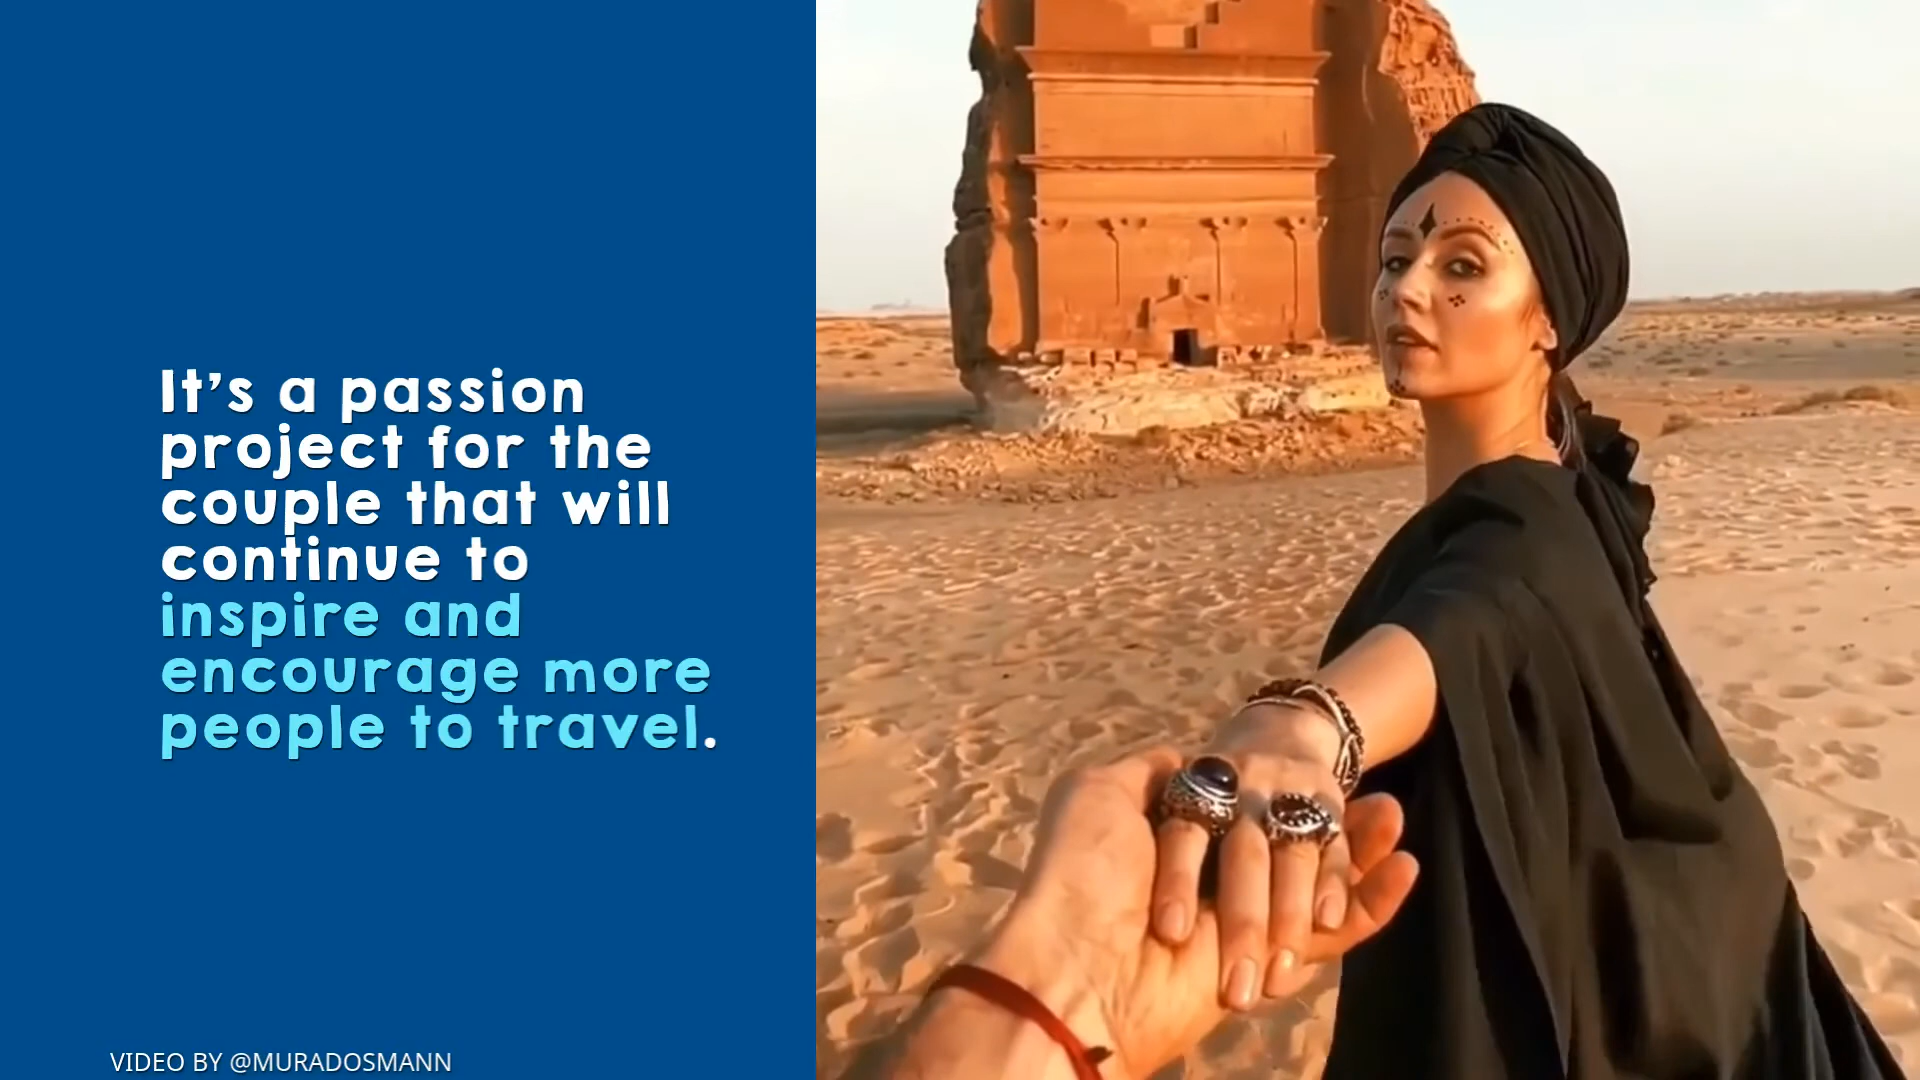 It's a passion
project for the
couple that will
continue to
inspire and
encourage more
people to travel.
VIDEO BY @MURADOSMANN